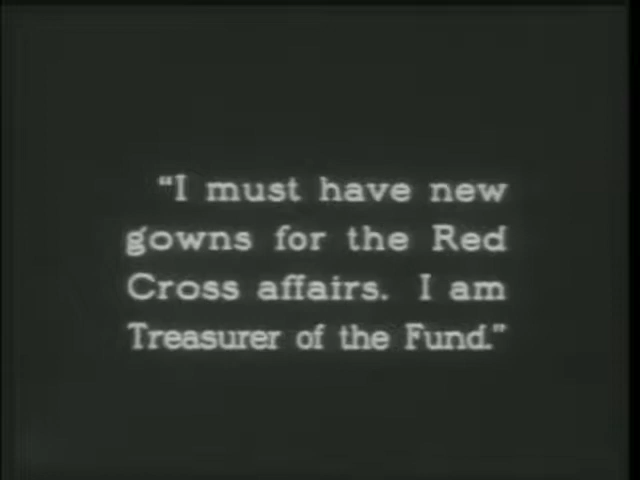 "I must have new
gowns for the Red
Cross affairs. I am
Treasurer of the Fund."